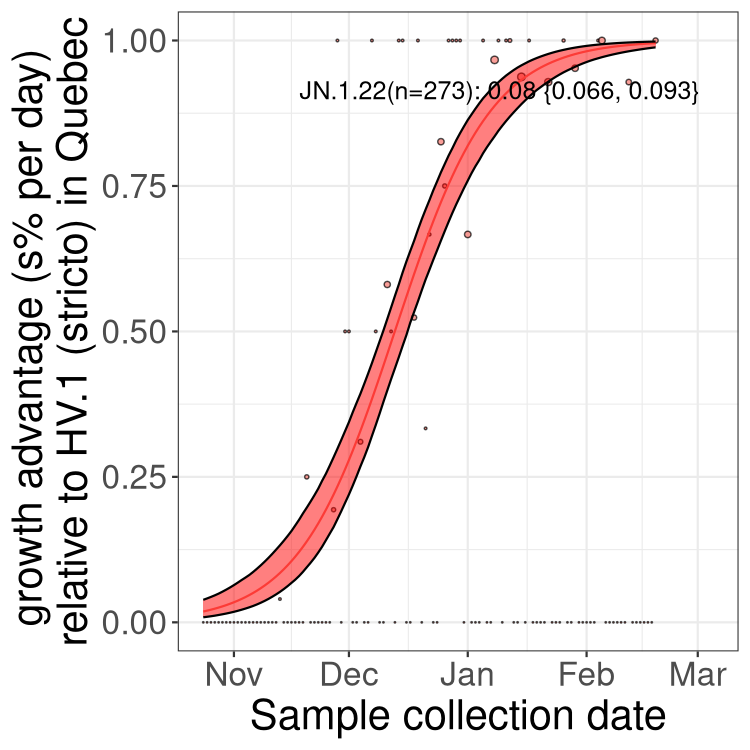 growth advantage (s% per day)
relative to HV.1 (stricto) in Quebec
1.00
0.75
0.50
0.25
0.00
JN.1.22(n=273): 0.08 {0.066, 0.093}
Nov Dec Jan Feb Mar
Sample collection date